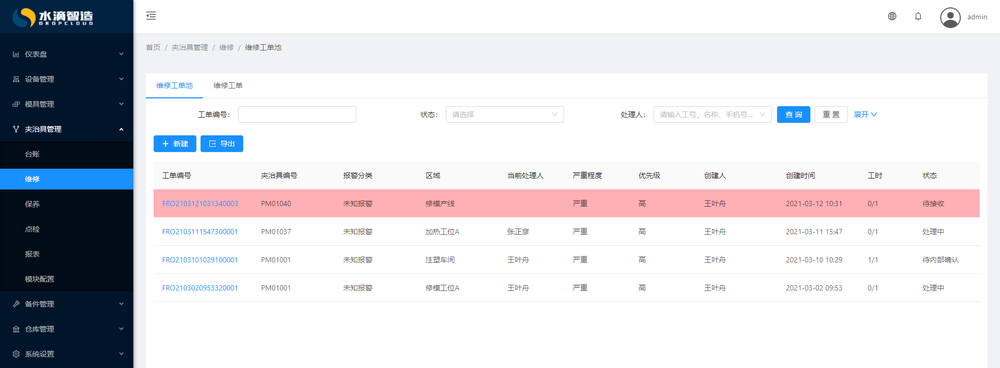 水滴智造
DROPCLOUD
admin
仪表盘
设备管理
模具管理
夹治具管理
台账
维修
保养
点检
报表
模块配置
备件管理
仓库管理
系统设置
首页 / 夹治具管理 / 维修 / 维修工单池
维修工单池 维修工单
工单编号： 状态： 请选择 处理人： 请输入工号、名称、手机号... 查 询 重 置 展开
新建 导出
工单编号 夹治具编号 报警分类 区域 当前处理人 严重程度 优先级 创建人 创建时间 工时 状态
FRO2103121031340003 PM01040 未知报警 修模产线 严重 高 王叶舟 2021-03-12 10:31 0/1 待接收
FRO2103111547300001 PM01037 未知报警 加热工位A 张正彦 严重 高 王叶舟 2021-03-11 15:47 0/1 处理中
FRO2103101029100001 PM01001 未知报警 注塑车间 王叶舟 严重 高 王叶舟 2021-03-10 10:29 1/1 待内部确认
FRO2103020953320001 PM01001 未知报警 修模工位A 王叶舟 严重 高 王叶舟 2021-03-02 09:53 0/1 处理中